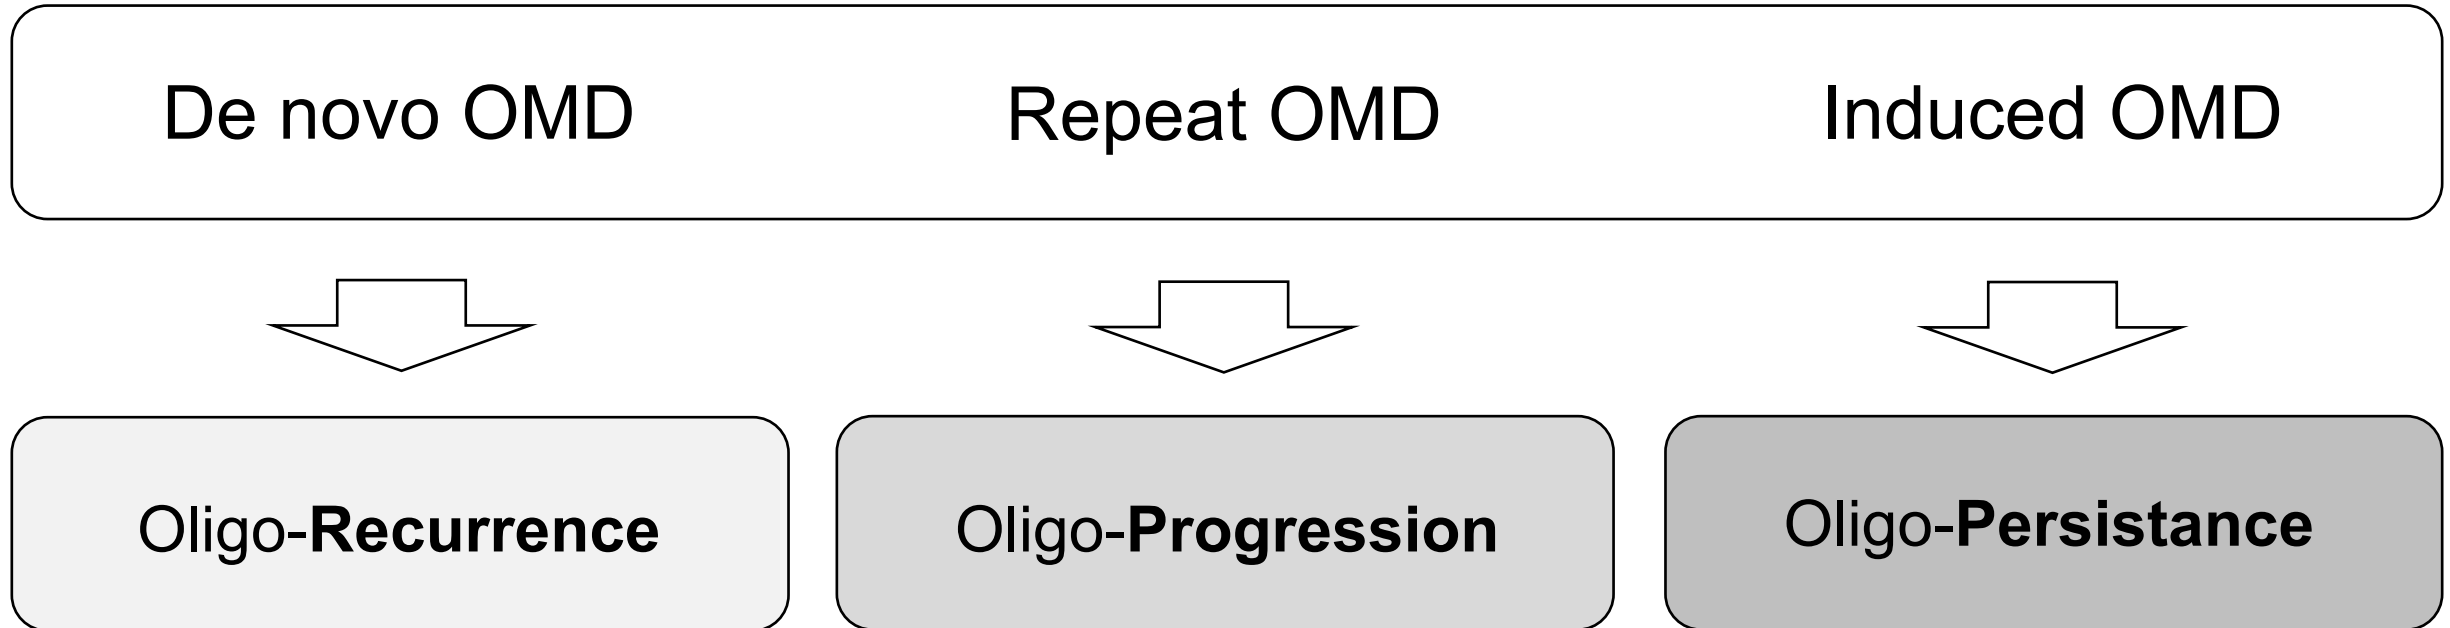 De novo OMD
Repeat OMD
Induced OMD
Oligo-Recurrence
Oligo-Progression
Oligo-Persistance